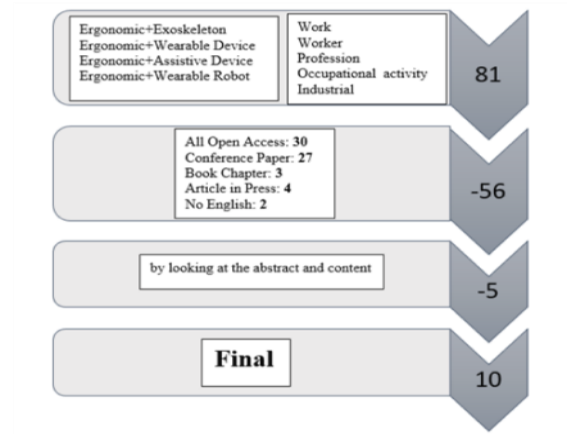 Ergonomic+Exoskeleton
Ergonomic+Wearable Device
Ergonomic+Assistive Device
Ergonomic+Wearable Robot
Work
Worker
Profession
Occupational activity
Industrial
81
All Open Access: 30
Conference Paper: 27
Book Chapter: 3
Article in Press: 4
No English: 2
-56
by looking at the abstract and content
-5
Final
10